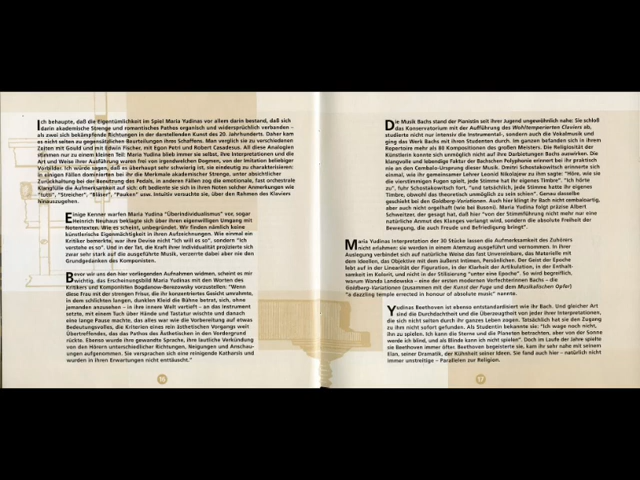 Ich behaupte, daß die Eigentümlichkeit im Spiel Maria Yudinas vor allem darin bestand, daß sich
darin akademische Strenge und romantisches Pathos organisch und widersprüchlich verbanden –
als zwei sich bekämpfende Richtungen in der darstellenden Kunst des 20. Jahrhunderts. Daher kam
es nicht selten zu gegensätzlichen Beurteilungen ihres Schaffens. Man verglich sie zu verschiedenen
Zeiten mit Gould und mit Edwin Fischer, mit Egon Petri und Robert Casadesus. All diese Analogien
stimmen nur zu einem kleinen Teil: Maria Yudina blieb immer sie selbst, ihre Interpretationen und die
Art und Weise ihrer Ausführung waren frei von irgendwelchen Dogmen, von der Imitation beliebiger
Vorbilder. Ich würde sagen, daß es überhaupt sehr schwierig ist, sie eindeutig zu charakterisieren:
in einigen Fällen dominierten bei ihr die Merkmale akademischer Strenge, unter absichtlicher
Zurückhaltung bei der Benutzung des Pedals, in anderen Fällen zog die emotionale, fast orchestrale
Klangfülle die Aufmerksamkeit auf sich: oft bediente sie sich in ihren Noten solcher Anmerkungen wie
"tutti", "Streicher", "Bläser", "Pauken" usw. Intuitiv versuchte sie, über den Rahmen des Klaviers
hinauszugehen.
Einige Kenner warfen Maria Yudina "Überindividualismus" vor, sogar
Heinrich Neuhaus beklagte sich über ihren eigenwilligen Umgang mit
Notentexten. Wie es scheint, unbegründet. Wir finden nämlich keine
künstlerische Eigenmächtigkeit in ihren Aufzeichnungen. Wie einmal ein
Kritiker bemerkte, war ihre Devise nicht "Ich will es so", sondern "Ich
verstehe es so". Und in der Tat, die Kraft ihrer Individualität projizierte sich
zwar sehr stark auf die ausgeführte Musik, verzerrte dabei aber nie den
Grundgedanken des Komponisten.
Bevor wir uns den hier vorliegenden Aufnahmen widmen, scheint es mir
wichtig, das Erscheinungsbild Maria Yudinas mit den Worten des
Kritikers und Komponisten Bogdanow-Beresowsky vorzustellen: "Wenn
diese Frau mit der strengen Frisur, die ihr konzentriertes Gesicht umrahmte,
in dem schlichten langen, dunklen Kleid die Bühne betrat, sich, ohne
jemanden anzusehen – in ihre innere Welt vertieft – an das Instrument
setzte, mit einem Tuch über Hände und Tastatur wischte und danach
eine lange Pause machte, das alles war wie die Vorbereitung auf etwas
Bedeutungsvolles, die Kriterien eines rein ästhetischen Vorgangs weit
Übertreffendes, das das Pathos des Ästhetischen in den Vordergrund
rückte. Ebenso wurde ihre gewandte Sprache, ihre lautliche Verkündung
von den Hörern unterschiedlicher Richtungen, Neigungen und Anschau-
ungen aufgenommen. Sie versprachen sich eine reinigende Katharsis und
wurden in ihren Erwartungen nicht enttäuscht."
16
Die Musik Bachs stand der Pianistin seit ihrer Jugend ungewöhnlich nahe: Sie schloß
das Konservatorium mit der Aufführung des Wohltemperierten Claviers ab,
studierte nicht nur intensiv die Instrumental-, sondern auch die Vokalmusik und
ging das Werk Bachs mit ihren Studenten durch. Im ganzen befanden sich in ihrem
Repertoire mehr als 80 Kompositionen des großen Meisters. Die Religiosität der
Künstlerin konnte sich unmöglich nicht auf ihre Darbietungen Bachs auswirken. Die
klangvolle und lebendige Faktur der Bachschen Polyphonie erinnert bei ihr praktisch
nie an den Cembalo-Ursprung dieser Musik. Dmitri Schostakowitsch erinnerte sich
einmal, wie ihr gemeinsamer Lehrer Leonid Nikolajew zu ihm sagte: "Höre, wie sie
die vierstimmigen Fugen spielt, jede Stimme hat ihr eigenes Timbre". "Ich hörte
zu", fuhr Schostakowitsch fort, "und tatsächlich, jede Stimme hatte ihr eigenes
Timbre, obwohl das theoretisch unmöglich zu sein schien". Genau dasselbe
geschieht bei den Goldberg-Variationen. Auch hier klingt ihr Bach nicht cembaloartig,
aber auch nicht orgelhaft (wie bei Busoni). Maria Yudina folgt präzise Albert
Schweitzer, der gesagt hat, daß hier "von der Stimmführung nicht mehr nur eine
natürliche Anmut des Klanges verlangt wird, sondern die absolute Freiheit der
Bewegung, die auch Freude und Befriedigung bringt".
Maria Yudinas Interpretation der 30 Stücke lassen die Aufmerksamkeit des Zuhörers
nicht erlahmen: sie werden in einem Atemzug ausgeführt und vernommen. In ihrer
Auslegung verbindet sich auf natürliche Weise das fast Unvereinbare, das Materielle mit
dem Ideellen, das Objektive mit dem äußerst Intimen, Persönlichen. Der Geist der Epoche
lebt auf in der Linearität der Figuration, in der Klarheit der Artikulation, in der Enthalt-
samkeit im Kolorit, und nicht in der Stilisierung "unter eine Epoche". So wird begreiflich,
warum Wanda Landowska – eine der ersten modernen Verfechterinnen Bachs – die
Goldberg-Variationen (zusammen mit der Kunst der Fuge und dem Musikalischen Opfer)
"a dazzling temple erected in honour of absolute music" nannte.
Yudinas Beethoven ist ebenso unstandardisiert wie ihr Bach. Und gleicher Art
sind die Durchdachtheit und die Überzeugtheit von jeder ihrer Interpretationen,
die sich nicht selten durch ihr ganzes Leben zogen. Tatsächlich hat sie den Zugang
zu ihm nicht sofort gefunden. Als Studentin bekannte sie: "Ich wage noch nicht,
ihn zu spielen. Ich kann die Sterne und die Planeten betrachten, aber von der Sonne
werde ich blind, und als Blinde kann ich nicht spielen". Doch im Laufe der Jahre spielte
sie Beethoven immer öfter. Beethoven begeisterte sie, kam ihr sehr nahe mit seinem
Elan, seiner Dramatik, der Kühnheit seiner Ideen. Sie fand auch hier – natürlich nicht
immer unstreitige – Parallelen zur Religion.
17